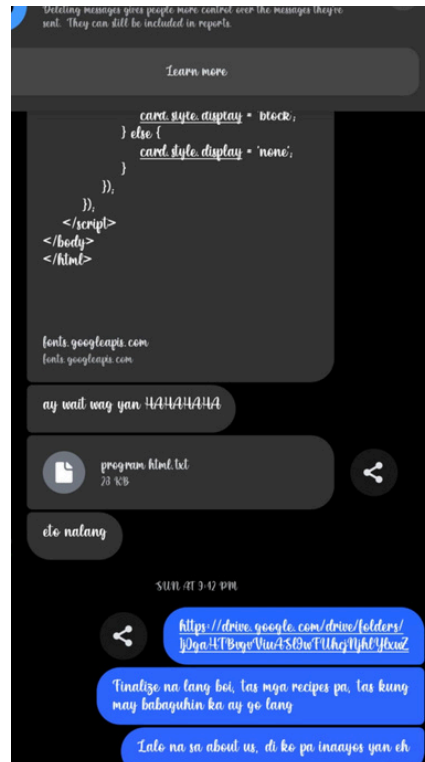 Deleting messages gives people more control over the messages they're
sent. They can still be included in reports.
Learn more
card.style.display = 'block';
} else {
card.style.display = 'none';
}
});
});
</script>
</body>
</html>
fonts.googleapis.com
fonts.googleapis.com
ay wait wag yan HAHAHAHA
program html.txt
23 KB
eto nalang
SUN AT 9:42 PM
https://drive.google.com/drive/folders/
Finalize na lang boi, tas mga recipes pa, tas kung
may babaguhin ka ay go lang
Lalo na sa about us, di ko pa inaayos yan eh